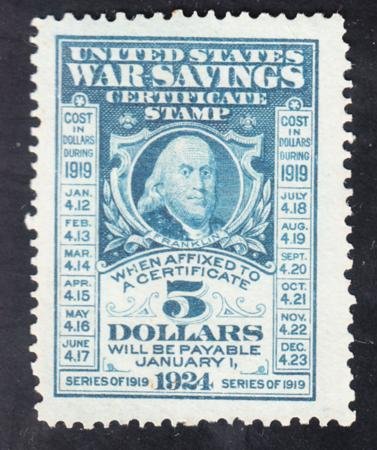 UNITED STATES
WAR-SAVINGS
CERTIFICATE
STAMP
COST
IN
DOLLARS
DURING
1919
JAN.
4.12
FEB.
4.13
MAR.
4.14
APR.
4.15
MAY
4.16
JUNE
4.17
FRANKLIN
WHEN AFFIXED TO
A CERTIFICATE
5
DOLLARS
WILL BE PAYABLE
JANUARY 1,
1924
COST
IN
DOLLARS
DURING
1919
JULY
4.18
AUG.
4.19
SEPT.
4.20
OCT.
4.21
NOV.
4.22
DEC.
4.23
SERIES OF 1919
SERIES OF 1919